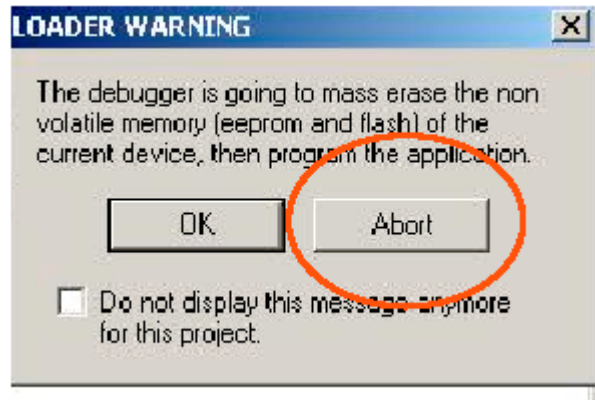 LOADER WARNING
The debugger is going to mass erase the non
volatile memory (eeprom and flash) of the
current device, then program the application.
OK
Abort
Do not display this message anymore
for this project.